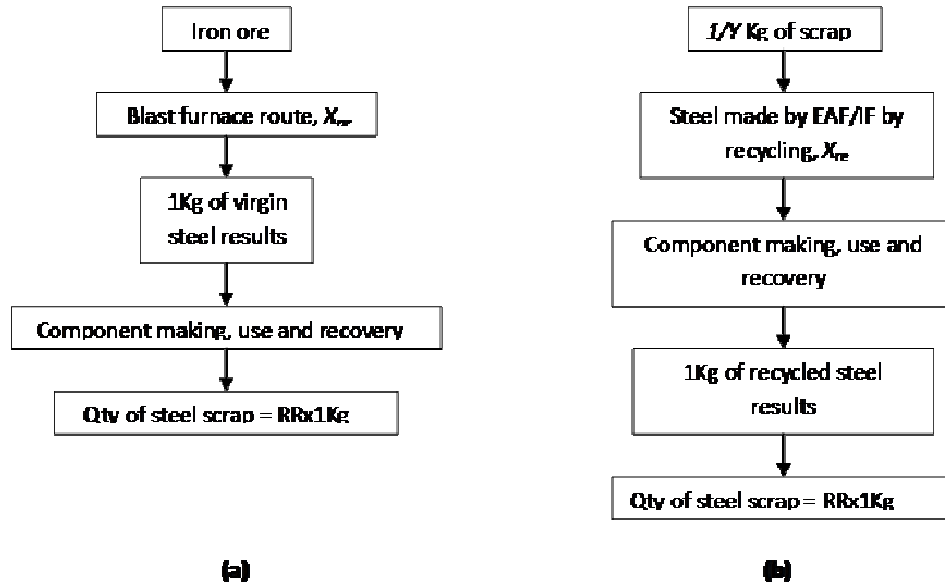 Iron ore
Blast furnace route,
1Kg of virgin
steel results
Component making, use and recovery
Qty of steel scrap = RRx1Kg
(a)
1/Y Kg of scrap
Steel made by EAF/IF by
recycling, Xre
Component making, use and
recovery
1Kg of recycled steel
results
Qty of steel scrap= RRx1Kg
(b)